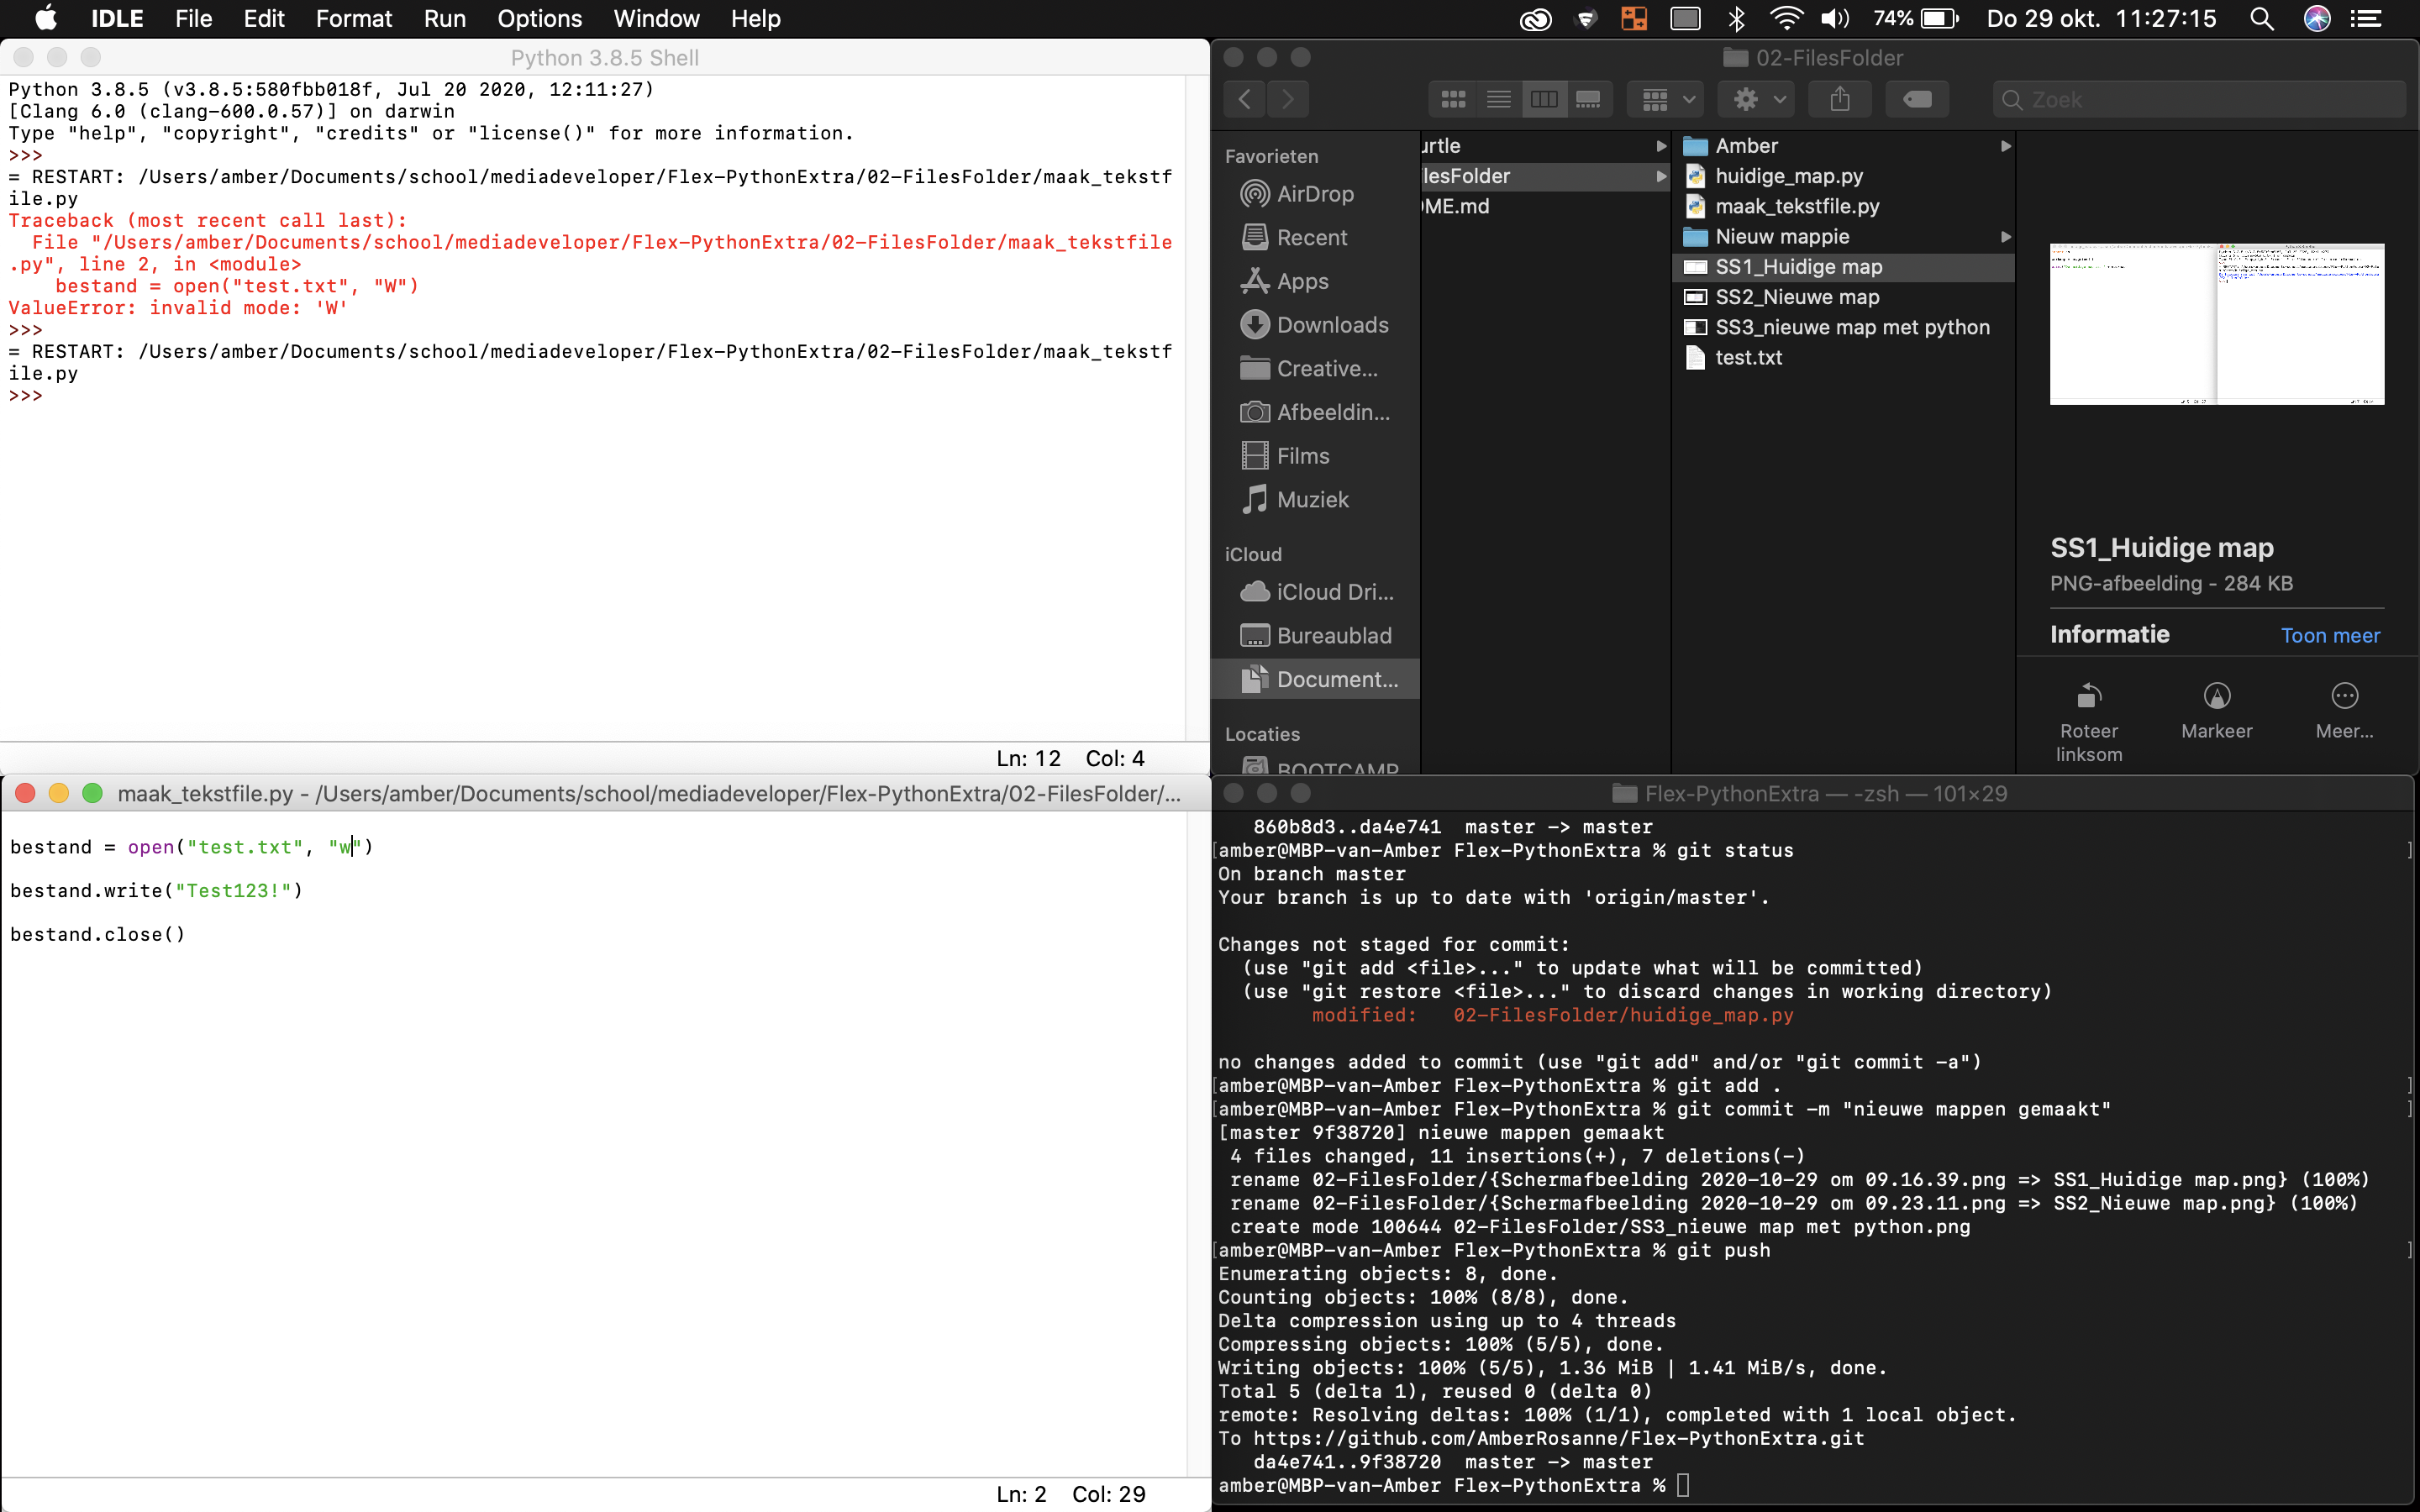 IDLE File Edit Format Run Options Window Help 74% Do 29 okt. 11:27:15
Python 3.8.5 Shell
Python 3.8.5 (v3.8.5:580fbb018f, Jul 20 2020, 12:11:27)
[Clang 6.0 (clang-600.0.57)] on darwin
Type "help", "copyright", "credits" or "license()" for more information.
>>>
= RESTART: /Users/amber/Documents/school/mediadeveloper/Flex-PythonExtra/02-FilesFolder/maak_tekstf
ile.py
Traceback (most recent call last):
  File "/Users/amber/Documents/school/mediadeveloper/Flex-PythonExtra/02-FilesFolder/maak_tekstfile
.py", line 2, in <module>
    bestand = open("test.txt", "W")
ValueError: invalid mode: 'W'
>>>
= RESTART: /Users/amber/Documents/school/mediadeveloper/Flex-PythonExtra/02-FilesFolder/maak_tekstf
ile.py
>>>
Ln: 12 Col: 4
02-FilesFolder
Zoek
Favorieten
AirDrop
Recent
Apps
Downloads
Creative...
Afbeeldin...
Films
Muziek
iCloud
iCloud Dri...
Bureaublad
Document...
Locaties
BOOTCAMP
urtle
lesFolder
ME.md
Amber
huidige_map.py
maak_tekstfile.py
Nieuw mappie
SS1_Huidige map
SS2_Nieuwe map
SS3_nieuwe map met python
test.txt
SS1_Huidige map
PNG-afbeelding - 284 KB
Informatie Toon meer
Roteer
linksom
Markeer
Meer...
maak_tekstfile.py - /Users/amber/Documents/school/mediadeveloper/Flex-PythonExtra/02-FilesFolder/...
bestand = open("test.txt", "w")
bestand.write("Test123!")
bestand.close()
Ln: 2 Col: 29
Flex-PythonExtra — -zsh — 101×29
   860b8d3..da4e741  master -> master
[amber@MBP-van-Amber Flex-PythonExtra % git status ]
On branch master
Your branch is up to date with 'origin/master'.
Changes not staged for commit:
  (use "git add <file>..." to update what will be committed)
  (use "git restore <file>..." to discard changes in working directory)
        modified:   02-FilesFolder/huidige_map.py
no changes added to commit (use "git add" and/or "git commit -a")
[amber@MBP-van-Amber Flex-PythonExtra % git add . ]
[amber@MBP-van-Amber Flex-PythonExtra % git commit -m "nieuwe mappen gemaakt" ]
[master 9f38720] nieuwe mappen gemaakt
 4 files changed, 11 insertions(+), 7 deletions(-)
 rename 02-FilesFolder/{Schermafbeelding 2020-10-29 om 09.16.39.png => SS1_Huidige map.png} (100%)
 rename 02-FilesFolder/{Schermafbeelding 2020-10-29 om 09.23.11.png => SS2_Nieuwe map.png} (100%)
 create mode 100644 02-FilesFolder/SS3_nieuwe map met python.png
[amber@MBP-van-Amber Flex-PythonExtra % git push ]
Enumerating objects: 8, done.
Counting objects: 100% (8/8), done.
Delta compression using up to 4 threads
Compressing objects: 100% (5/5), done.
Writing objects: 100% (5/5), 1.36 MiB | 1.41 MiB/s, done.
Total 5 (delta 1), reused 0 (delta 0)
remote: Resolving deltas: 100% (1/1), completed with 1 local object.
To https://github.com/AmberRosanne/Flex-PythonExtra.git
   da4e741..9f38720  master -> master
amber@MBP-van-Amber Flex-PythonExtra %